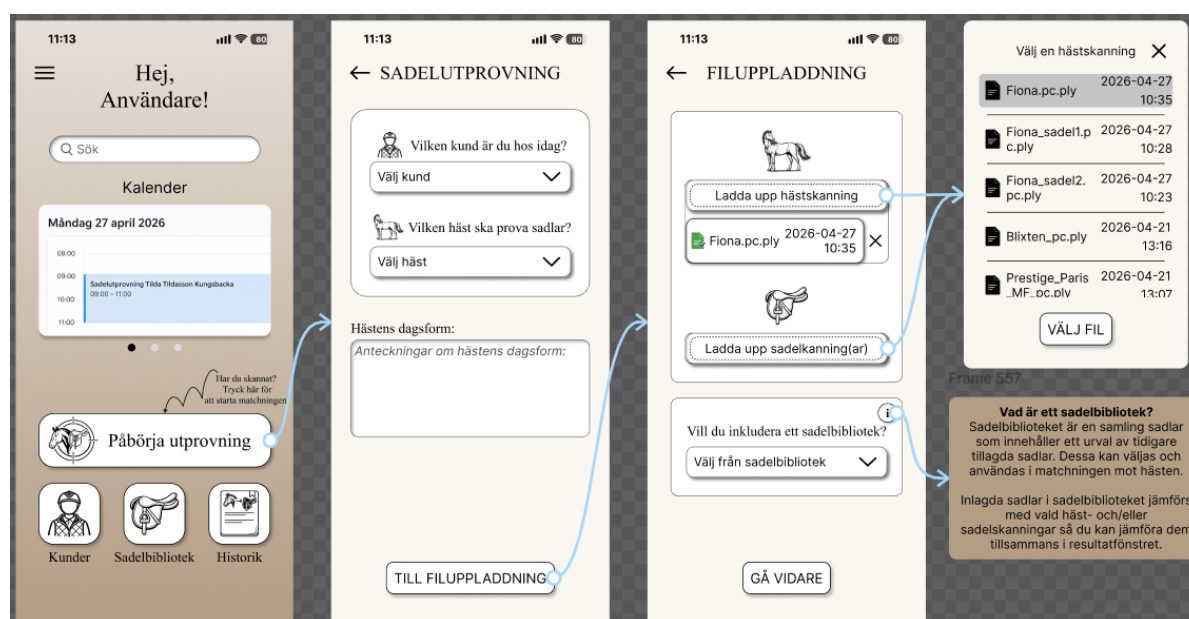 11:13
80
Hej,
Användare!
Sök
Kalender
Måndag 27 april 2026
08:00
09:00
Sadelutprovning Tilda Tildasson Kungsbacka
09:00 - 11:00
10:00
11:00
Har du skannat?
Tryck här för
att starta matchningen
Påbörja utprovning
Kunder
Sadelbibliotek
Historik
11:13
80
SADELUTPROVNING
Vilken kund är du hos idag?
Välj kund
Vilken häst ska prova sadlar?
Välj häst
Hästens dagsform:
Anteckningar om hästens dagsform:
TILL FILUPPLADDNING
11:13
80
FILUPPLADDNING
Ladda upp hästskanning
Fiona.pc.ply
2026-04-27
10:35
Ladda upp sadelkanning(ar)
i
Vill du inkludera ett sadelbibliotek?
Välj från sadelbibliotek
GÅ VIDARE
Välj en hästskanning
Fiona.pc.ply
2026-04-27
10:35
Fiona_sadel1.p
c.ply
2026-04-27
10:28
Fiona_sadel2.
pc.ply
2026-04-27
10:23
Blixten_pc.ply
2026-04-21
13:16
Prestige_Paris
_MF_pc.ply
2026-04-21
13:07
VÄLJ FIL
Frame 557
Vad är ett sadelbibliotek?
Sadelbiblioteket är en samling sadlar
som innehåller ett urval av tidigare
tillagda sadlar. Dessa kan väljas och
användas i matchningen mot hästen.
Inlagda sadlar i sadelbiblioteket jämförs
med vald häst- och/eller
sadelskanningar så du kan jämföra dem
tillsammans i resultatfönstret.